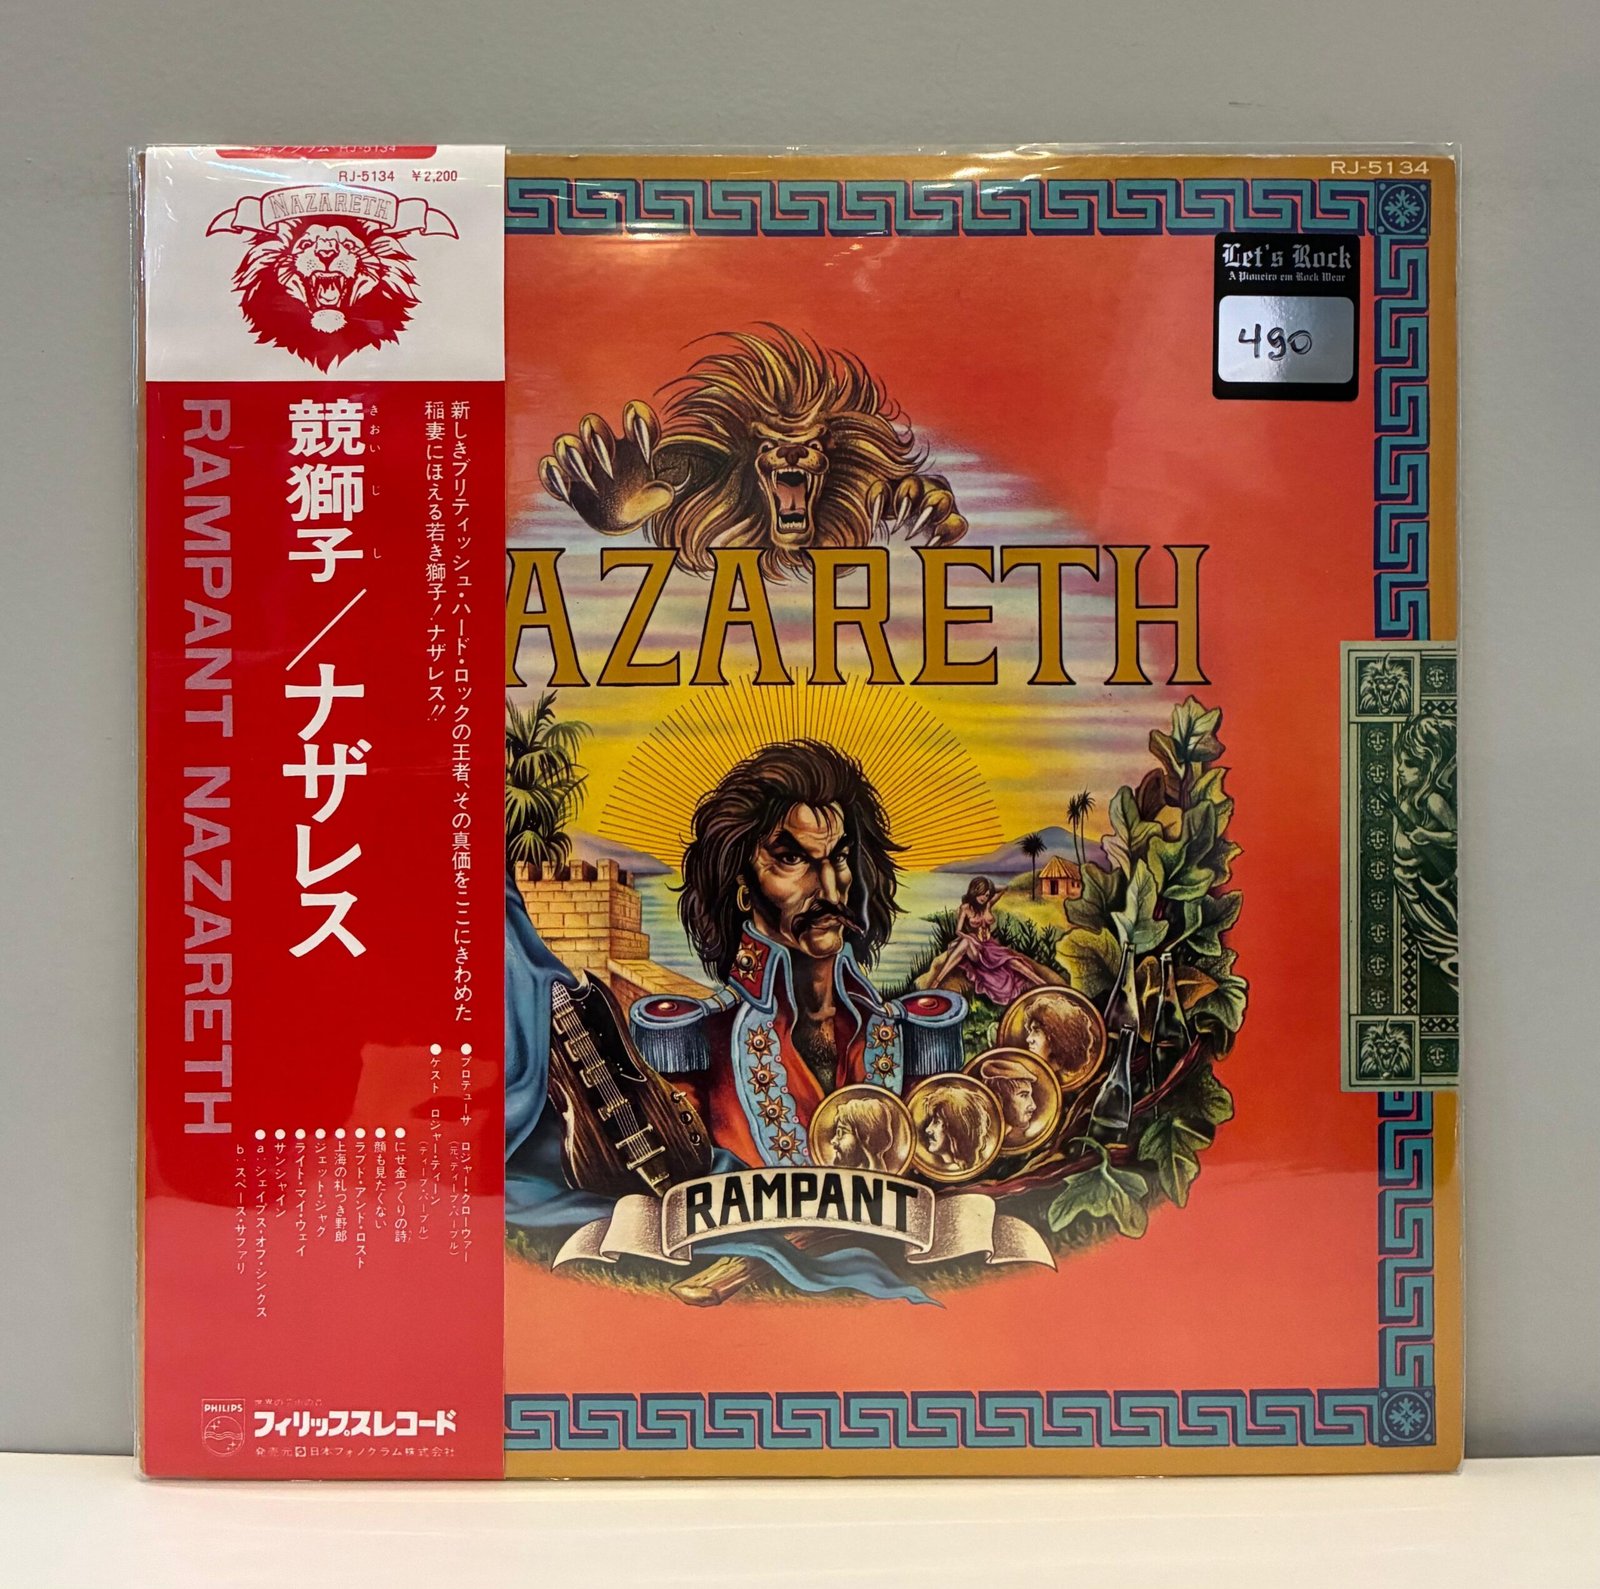 フォノグラム・RJ-5134
RJ-5134 ¥2,200
NAZARETH
新しきブリティッシュ・ハード・ロックの王者、その真価をここにきわめた
稲妻にほえる若き獅子!ナザレス!!
競獅子/ナザレス
きおいじし
RAMPANT NAZARETH
●プロデューサ ロジャー・クローヴァー
(元、ディープ・パープル)
●ゲスト ロジャー・ティーン
(ディープ・パープル)
●にせ金つくりの詩
●顔も見たくない
●ラブト・アンド・ロスト
●上海の札つき野郎
●ジェット・ジャク
●ライト・マイ・ウェイ
●サンシャイン
●a:シェイプス・オブ・シンクス
b:スペース・サファリ
PHILIPS
フィリップスレコード
発売元 日本フォノグラム株式会社
RJ-5134
Let's Rock
A Pioneira em Rock Wear
490
AZARETH
RAMPANT